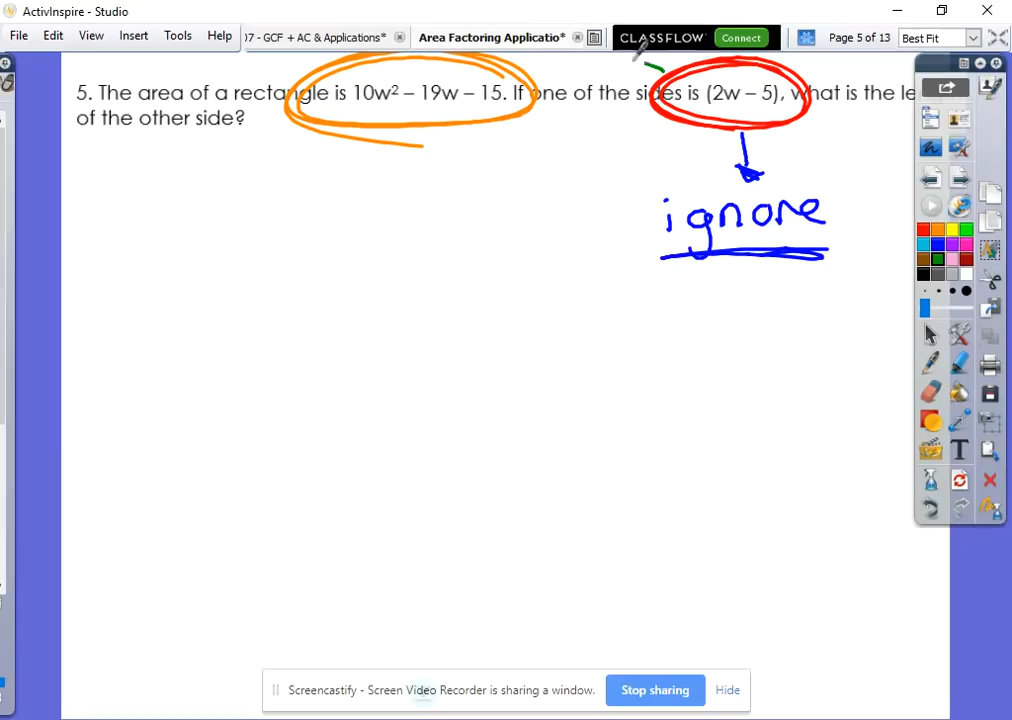 ActivInspire - Studio
File Edit View Insert Tools Help
07 - GCF + AC & Applications*
Area Factoring Applicatio*
CLASSFLOW Connect
Page 5 of 13
Best Fit
5. The area of a rectangle is 10w² – 19w – 15. If one of the sides is (2w – 5), what is the le
of the other side?
ignore
T
Screencastify - Screen Video Recorder is sharing a window.
Stop sharing
Hide